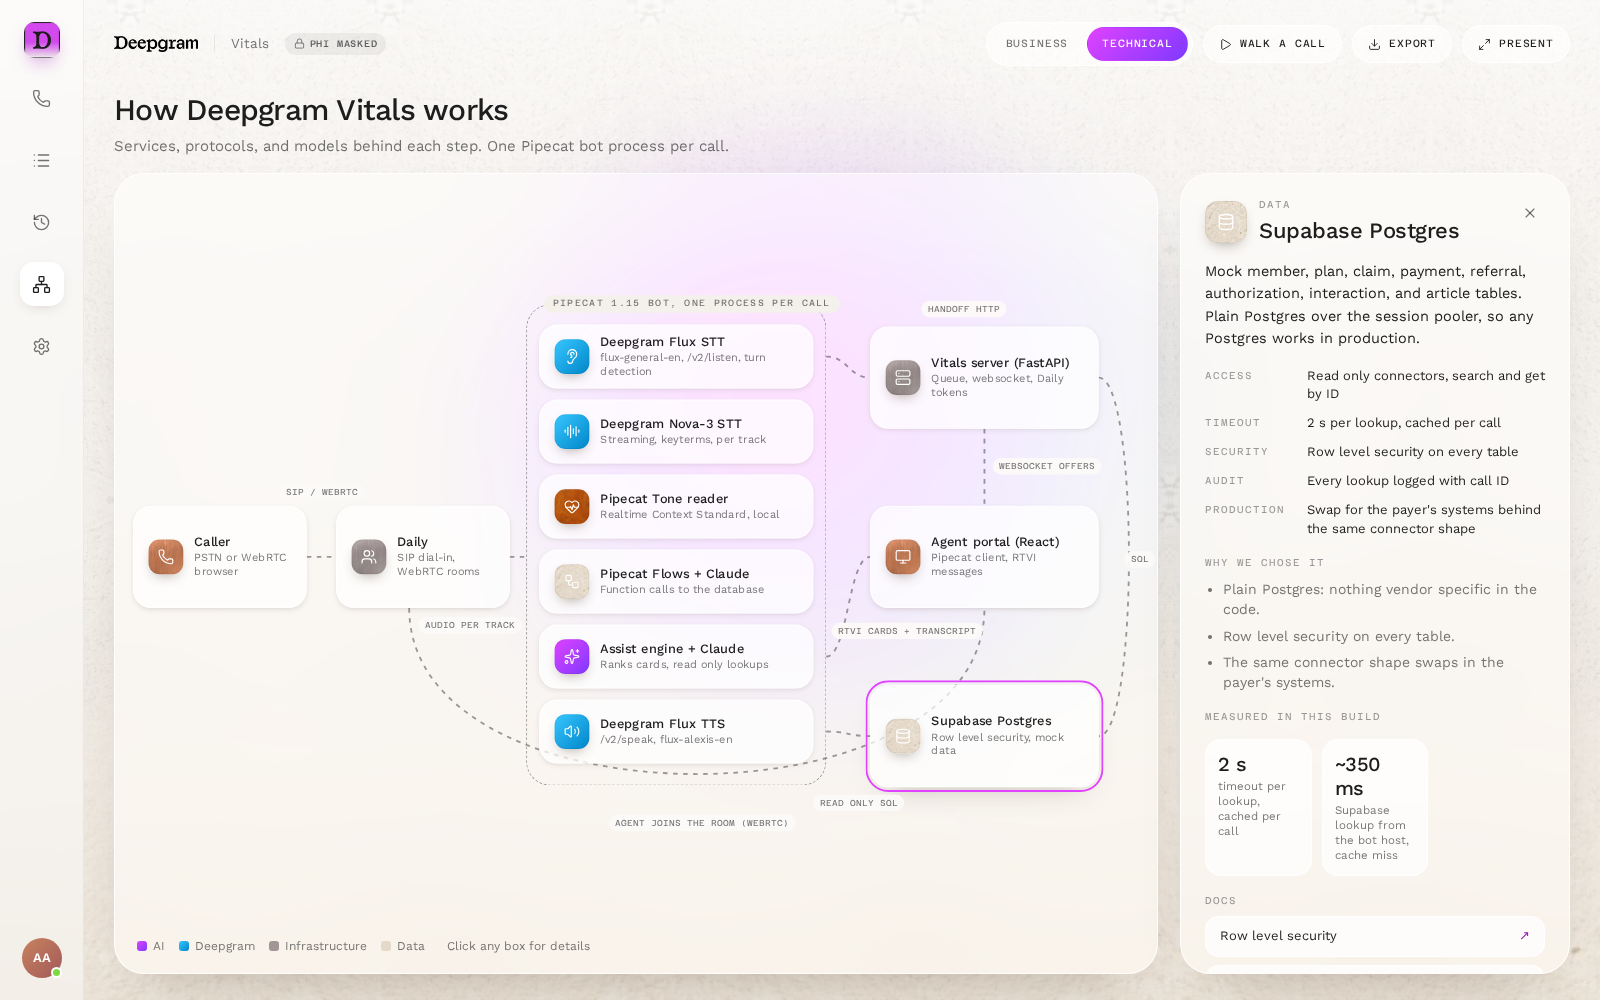 D
Deepgram
Vitals
PHI MASKED
BUSINESS
TECHNICAL
WALK A CALL
EXPORT
PRESENT
How Deepgram Vitals works
Services, protocols, and models behind each step. One Pipecat bot process per call.
PIPECAT 1.15 BOT, ONE PROCESS PER CALL
Deepgram Flux STT
flux-general-en, /v2/listen, turn
detection
Deepgram Nova-3 STT
Streaming, keyterms, per track
Pipecat Tone reader
Realtime Context Standard, local
Pipecat Flows + Claude
Function calls to the database
Assist engine + Claude
Ranks cards, read only lookups
Deepgram Flux TTS
/v2/speak, flux-alexis-en
SIP / WEBRTC
Caller
PSTN or WebRTC
browser
Daily
SIP dial-in,
WebRTC rooms
AUDIO PER TRACK
HANDOFF HTTP
Vitals server (FastAPI)
Queue, websocket, Daily
tokens
WEBSOCKET OFFERS
Agent portal (React)
Pipecat client, RTVI
messages
SQL
RTVI CARDS + TRANSCRIPT
Supabase Postgres
Row level security, mock
data
READ ONLY SQL
AGENT JOINS THE ROOM (WEBRTC)
AI
Deepgram
Infrastructure
Data
Click any box for details
AA
DATA
Supabase Postgres
Mock member, plan, claim, payment, referral,
authorization, interaction, and article tables.
Plain Postgres over the session pooler, so any
Postgres works in production.
ACCESS
Read only connectors, search and get
by ID
TIMEOUT
2 s per lookup, cached per call
SECURITY
Row level security on every table
AUDIT
Every lookup logged with call ID
PRODUCTION
Swap for the payer's systems behind
the same connector shape
WHY WE CHOSE IT
• Plain Postgres: nothing vendor specific in the
code.
• Row level security on every table.
• The same connector shape swaps in the
payer's systems.
MEASURED IN THIS BUILD
2 s
timeout per
lookup,
cached per
call
~350
ms
Supabase
lookup from
the bot host,
cache miss
DOCS
Row level security ↗